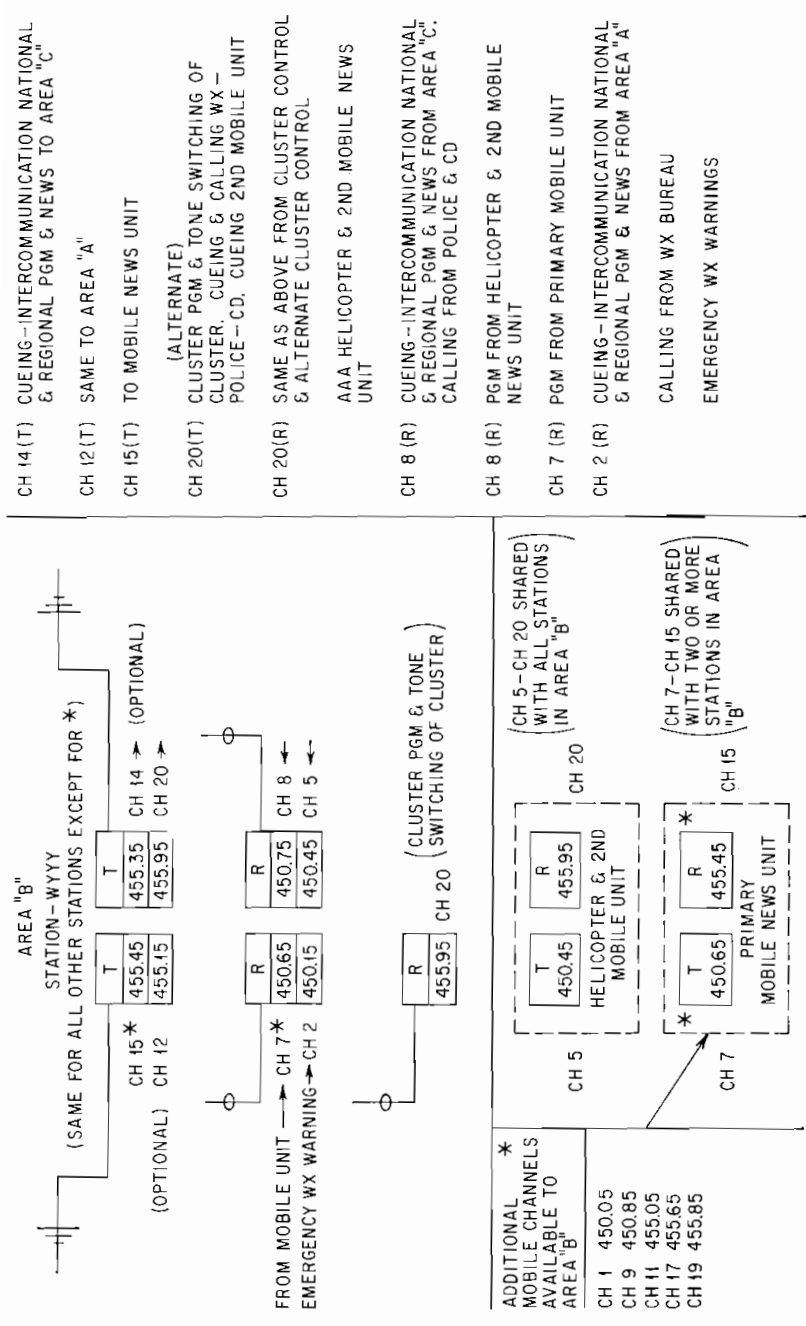 AREA "B"
STATION-WYYY
(SAME FOR ALL OTHER STATIONS EXCEPT FOR *)
T
455.45
455.15
T
455.35
455.95
CH 15*
(OPTIONAL) CH 12
CH 14 → (OPTIONAL)
CH 20 →
FROM MOBILE UNIT → CH 7*
EMERGENCY WX WARNING → CH 2
R
450.65
450.15
R
450.75
450.45
CH 8 ←
CH 5 ←
R
455.95
CH 20
(CLUSTER PGM & TONE
SWITCHING OF CLUSTER)
ADDITIONAL *
MOBILE CHANNELS
AVAILABLE TO
AREA "B"
CH 1 450.05
CH 9 450.85
CH 11 455.05
CH 17 455.65
CH 19 455.85
CH 5
T
450.45
R
455.95
HELICOPTER & 2ND
MOBILE UNIT
CH 20
(CH 5-CH 20 SHARED
WITH ALL STATIONS
IN AREA "B")
CH 7
*
T
450.65
*
R
455.45
PRIMARY
MOBILE NEWS UNIT
CH 15
(CH 7-CH 15 SHARED
WITH TWO OR MORE
STATIONS IN AREA
"B")
CH 14(T) CUEING-INTERCOMMUNICATION NATIONAL
& REGIONAL PGM & NEWS TO AREA "C"
CH 12(T) SAME TO AREA "A"
CH 15(T) TO MOBILE NEWS UNIT
(ALTERNATE)
CH 20(T) CLUSTER PGM & TONE SWITCHING OF
CLUSTER, CUEING & CALLING WX-
POLICE-CD, CUEING 2ND MOBILE UNIT
CH 20(R) SAME AS ABOVE FROM CLUSTER CONTROL
& ALTERNATE CLUSTER CONTROL
AAA HELICOPTER & 2ND MOBILE NEWS
UNIT
CH 8 (R) CUEING-INTERCOMMUNICATION NATIONAL
& REGIONAL PGM & NEWS FROM AREA "C".
CALLING FROM POLICE & CD
CH 8 (R) PGM FROM HELICOPTER & 2ND MOBILE
NEWS UNIT
CH 7 (R) PGM FROM PRIMARY MOBILE UNIT
CH 2 (R) CUEING-INTERCOMMUNICATION NATIONAL
& REGIONAL PGM & NEWS FROM AREA "A"
CALLING FROM WX BUREAU
EMERGENCY WX WARNINGS